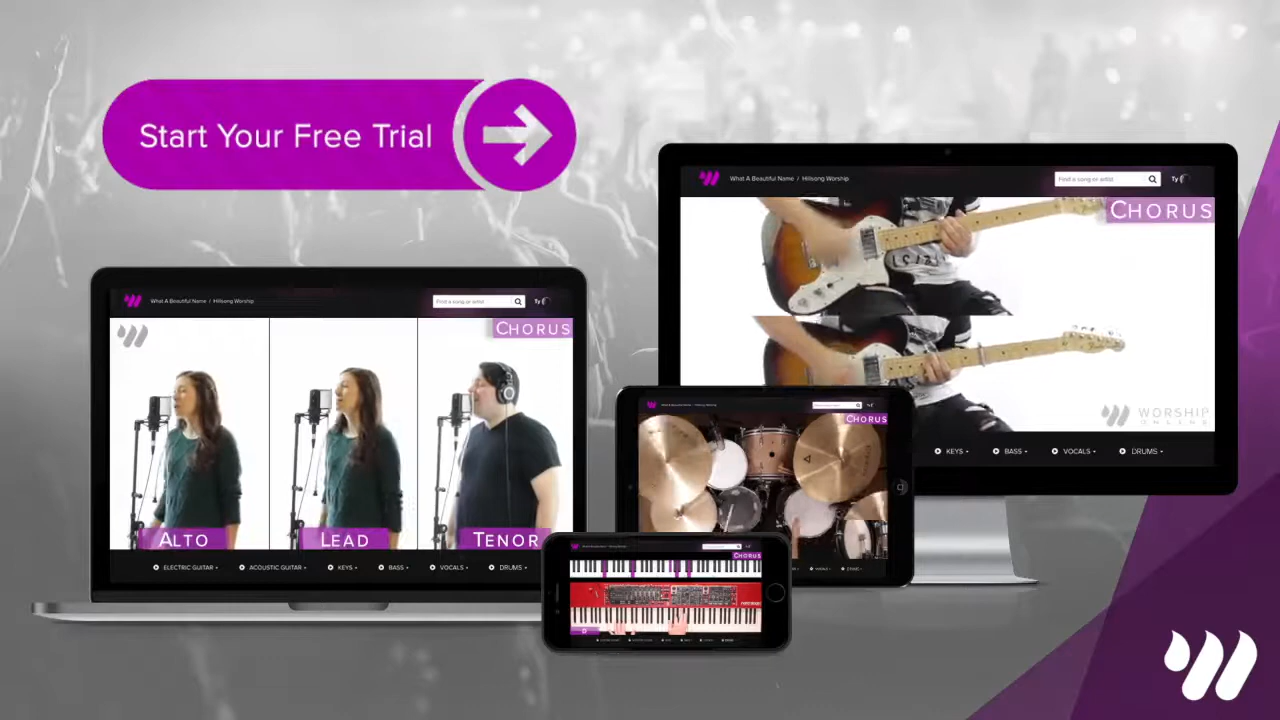 Start Your Free Trial
What A Beautiful Name / Hillsong Worship
Find a song or artist
Ty
CHORUS
WORSHIP
ONLINE
KEYS
BASS
VOCALS
DRUMS
What A Beautiful Name / Hillsong Worship
Find a song or artist
Ty
CHORUS
ALTO
LEAD
TENOR
ELECTRIC GUITAR
ACOUSTIC GUITAR
KEYS
BASS
VOCALS
DRUMS
CHORUS
CHORUS